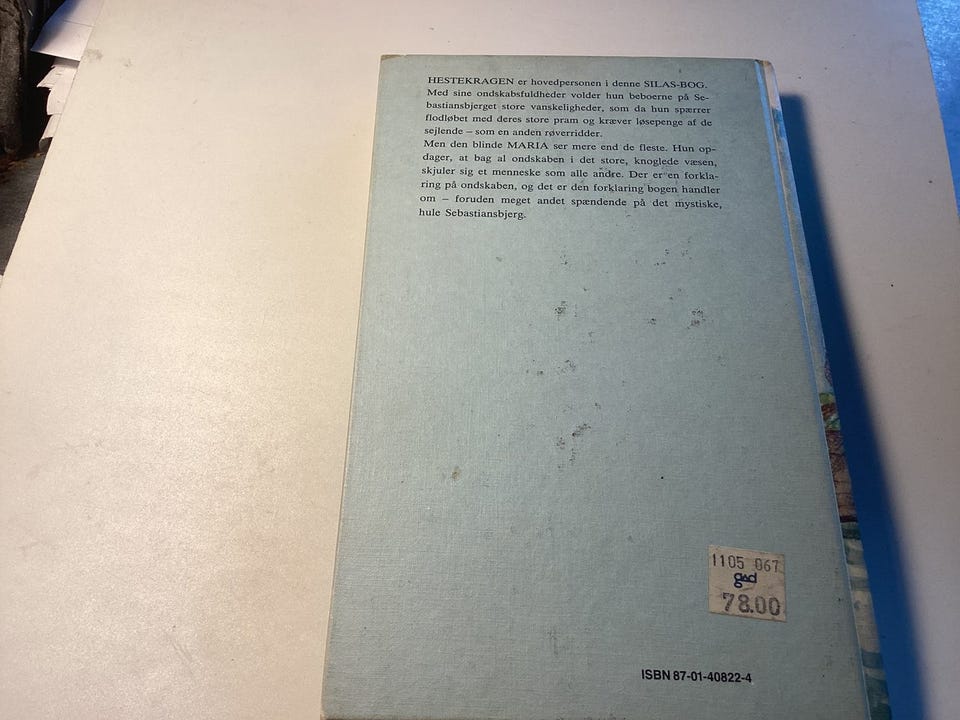 HESTEKRAGEN er hovedpersonen i denne SILAS-BOG.
Med sine ondskabsfuldheder volder hun beboerne på Se-
bastiansbjerget store vanskeligheder, som da hun spærrer
flodløbet med deres store pram og kræver løsepenge af de
sejlende – som en anden røverridder.
Men den blinde MARIA ser mere end de fleste. Hun op-
dager, at bag al ondskaben i det store, knoglede væsen,
skjuler sig et menneske som alle andre. Der er en forkla-
ring på ondskaben, og det er den forklaring bogen handler
om – foruden meget andet spændende på det mystiske,
hule Sebastiansbjerg.
1105 067
gad
78.00
ISBN 87-01-40822-4